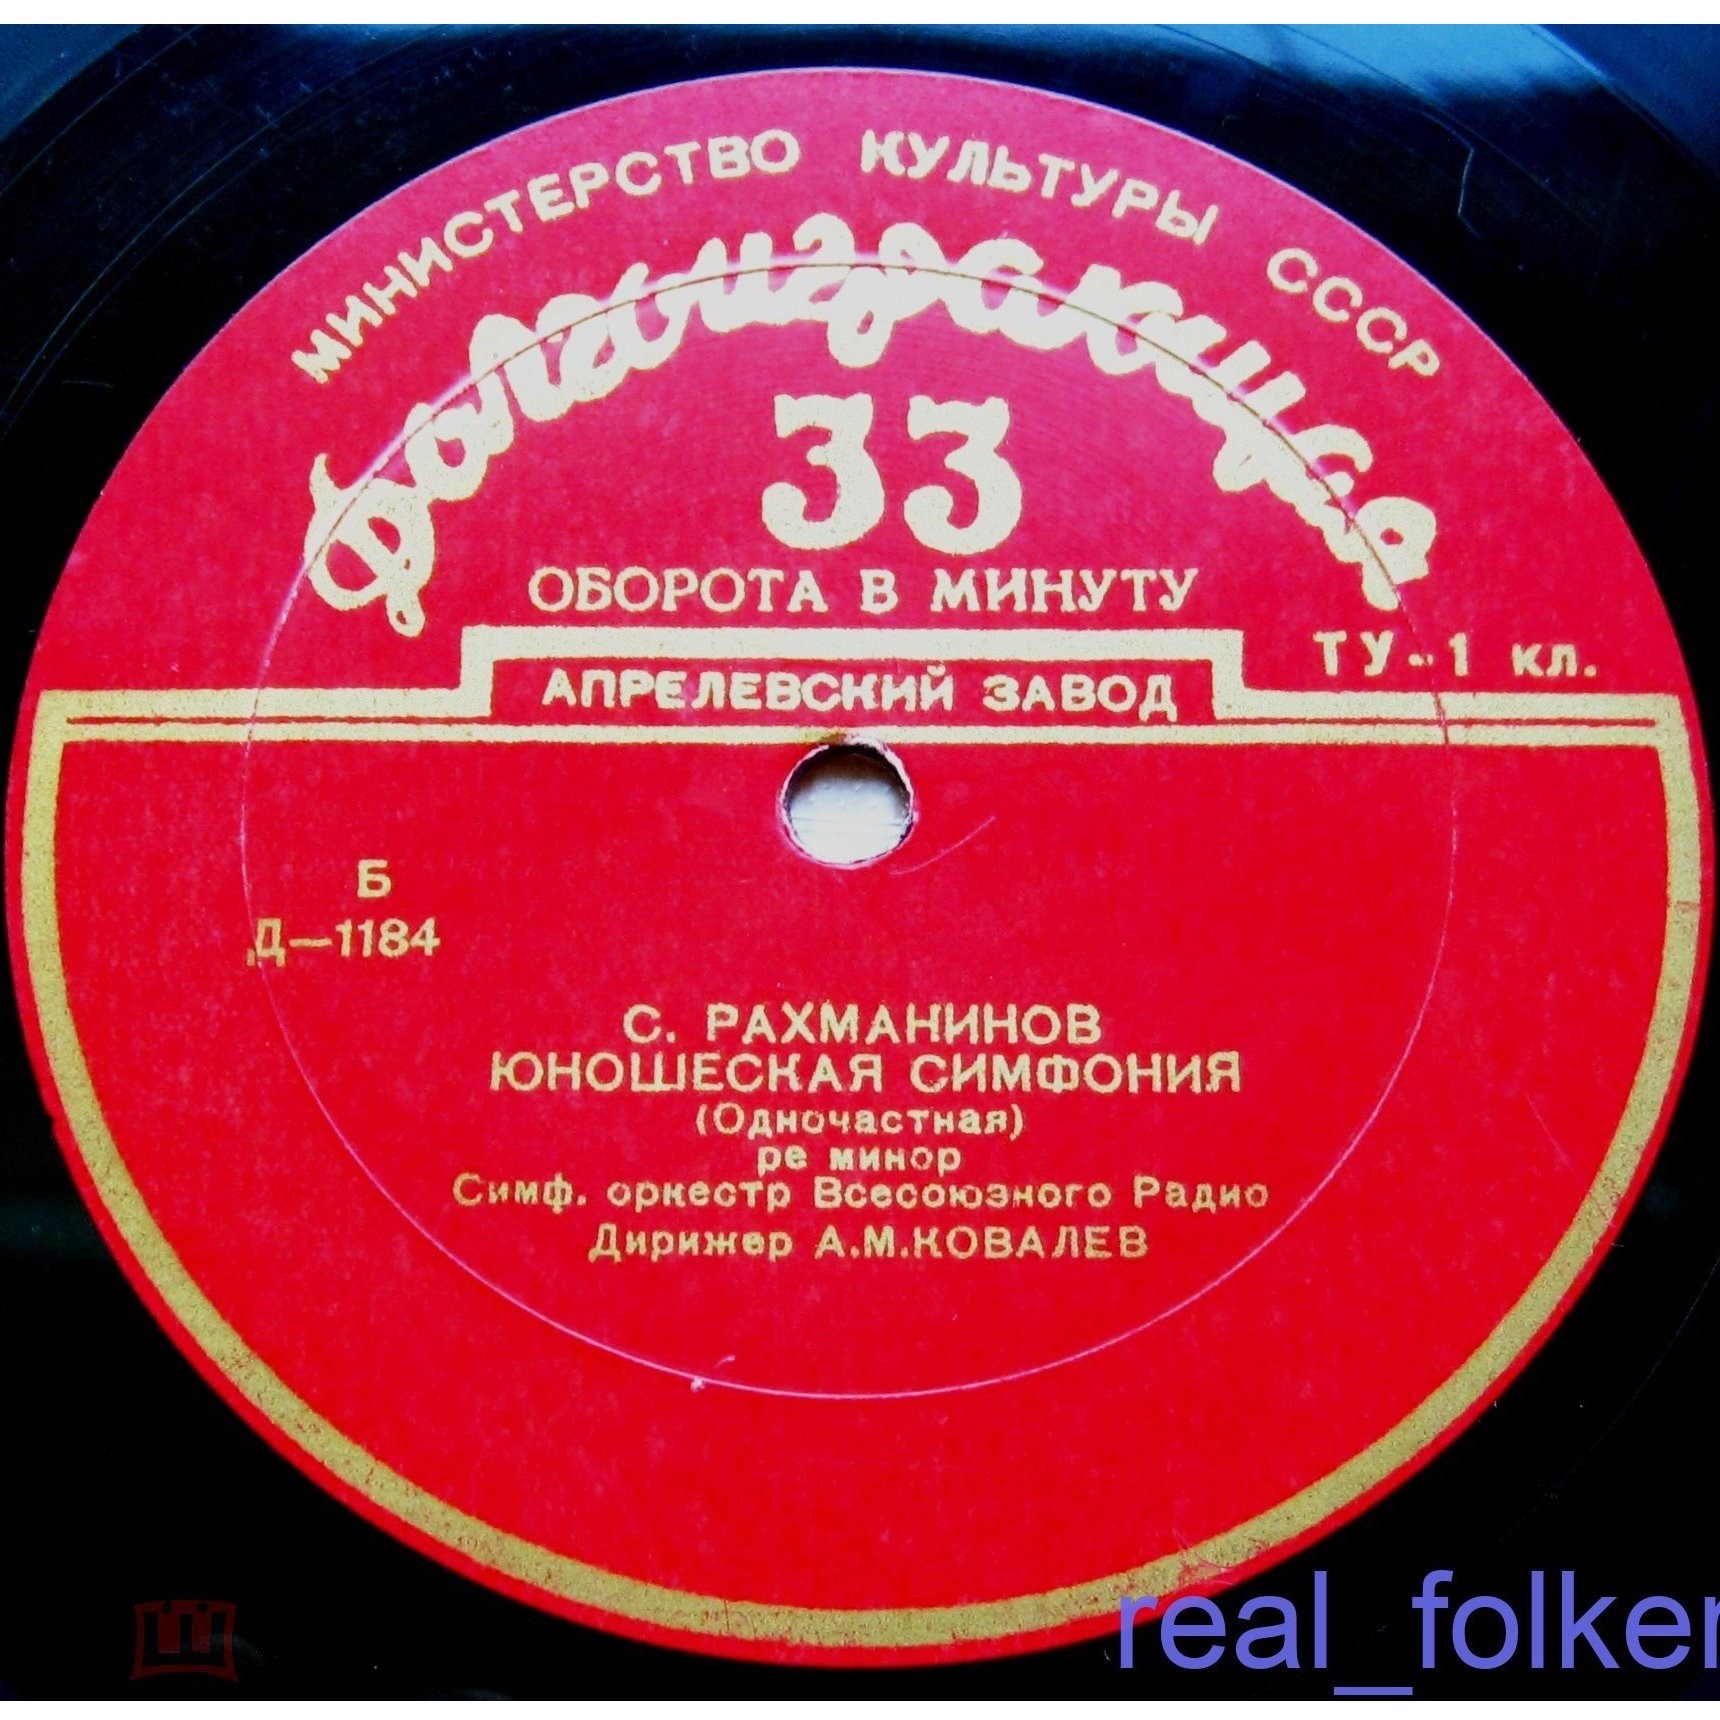 МИНИСТЕРСТВО КУЛЬТУРЫ СССР
Долгоиграющая
33
ОБОРОТА В МИНУТУ
ТУ-1 кл.
АПРЕЛЕВСКИЙ ЗАВОД
Б
Д—1184
С. РАХМАНИНОВ
ЮНОШЕСКАЯ СИМФОНИЯ
(Одночастная)
ре минор
Симф. оркестр Всесоюзного Радио
Дирижер А.М.КОВАЛЕВ
real_folker